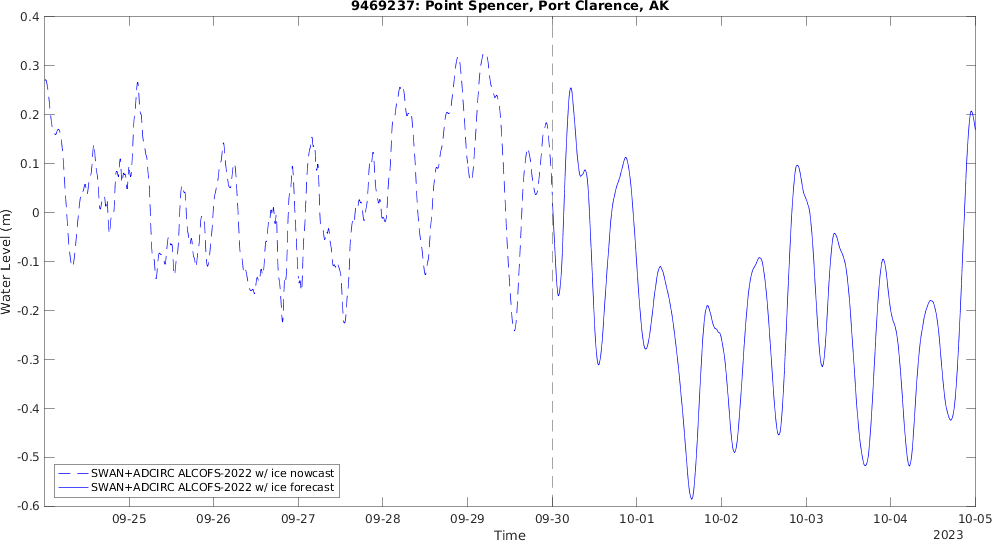 9469237: Point Spencer, Port Clarence, AK
0.4
0.3
0.2
0.1
0
-0.1
-0.2
-0.3
-0.4
-0.5
-0.6
Water Level (m)
SWAN+ADCIRC ALCOFS-2022 w/ ice nowcast
SWAN+ADCIRC ALCOFS-2022 w/ ice forecast
09-25 09-26 09-27 09-28 09-29 09-30 10-01 10-02 10-03 10-04 10-05
Time
2023